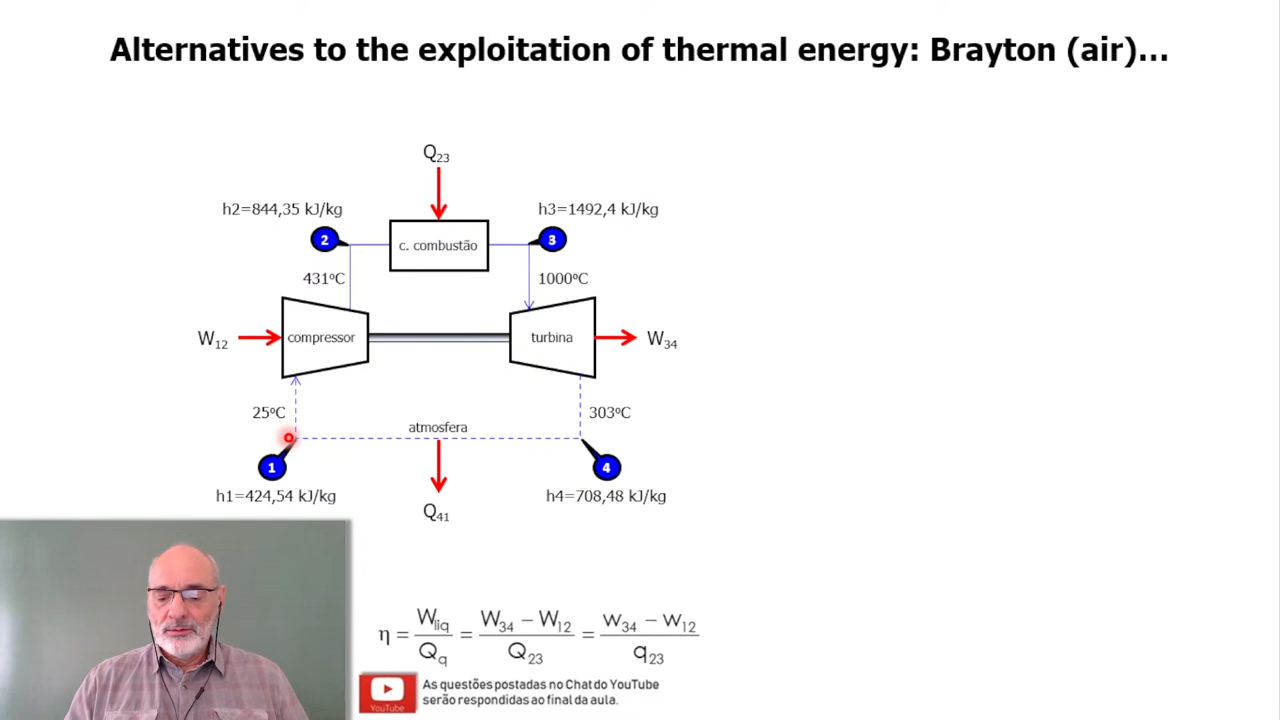 Alternatives to the exploitation of thermal energy: Brayton (air)...
Q23
h2=844,35 kJ/kg
h3=1492,4 kJ/kg
2
c. combustão
3
431ºC
1000ºC
W12
compressor
turbina
W34
25ºC
303ºC
atmosfera
1
4
h1=424,54 kJ/kg
h4=708,48 kJ/kg
Q41
η = Wliq / Qq = W34 − W12 / Q23 = w34 − w12 / q23
As questões postadas no Chat do YouTube
serão respondidas ao final da aula.
YouTube